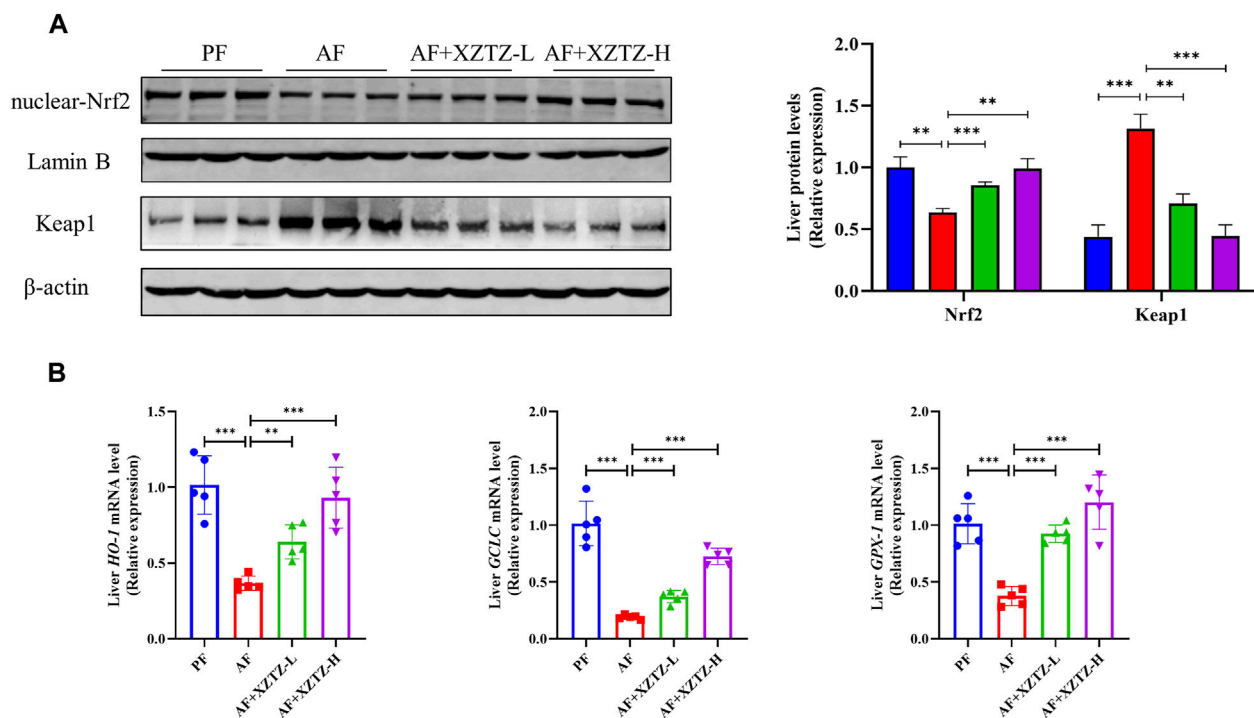 A
PF AF AF+XZTZ-L AF+XZTZ-H
nuclear-Nrf2
Lamin B
Keap1
β-actin
Liver protein levels
(Relative expression)
2.0
1.5
1.0
0.5
0.0
** *** ** *** ** ***
Nrf2 Keap1
B
Liver HO-1 mRNA level
(Relative expression)
1.5
1.0
0.5
0.0
*** ** ***
PF AF AF+XZTZ-L AF+XZTZ-H
Liver GCLC mRNA level
(Relative expression)
2.0
1.5
1.0
0.5
0.0
*** *** ***
PF AF AF+XZTZ-L AF+XZTZ-H
Liver GPX-1 mRNA level
(Relative expression)
2.0
1.5
1.0
0.5
0.0
*** *** ***
PF AF AF+XZTZ-L AF+XZTZ-H